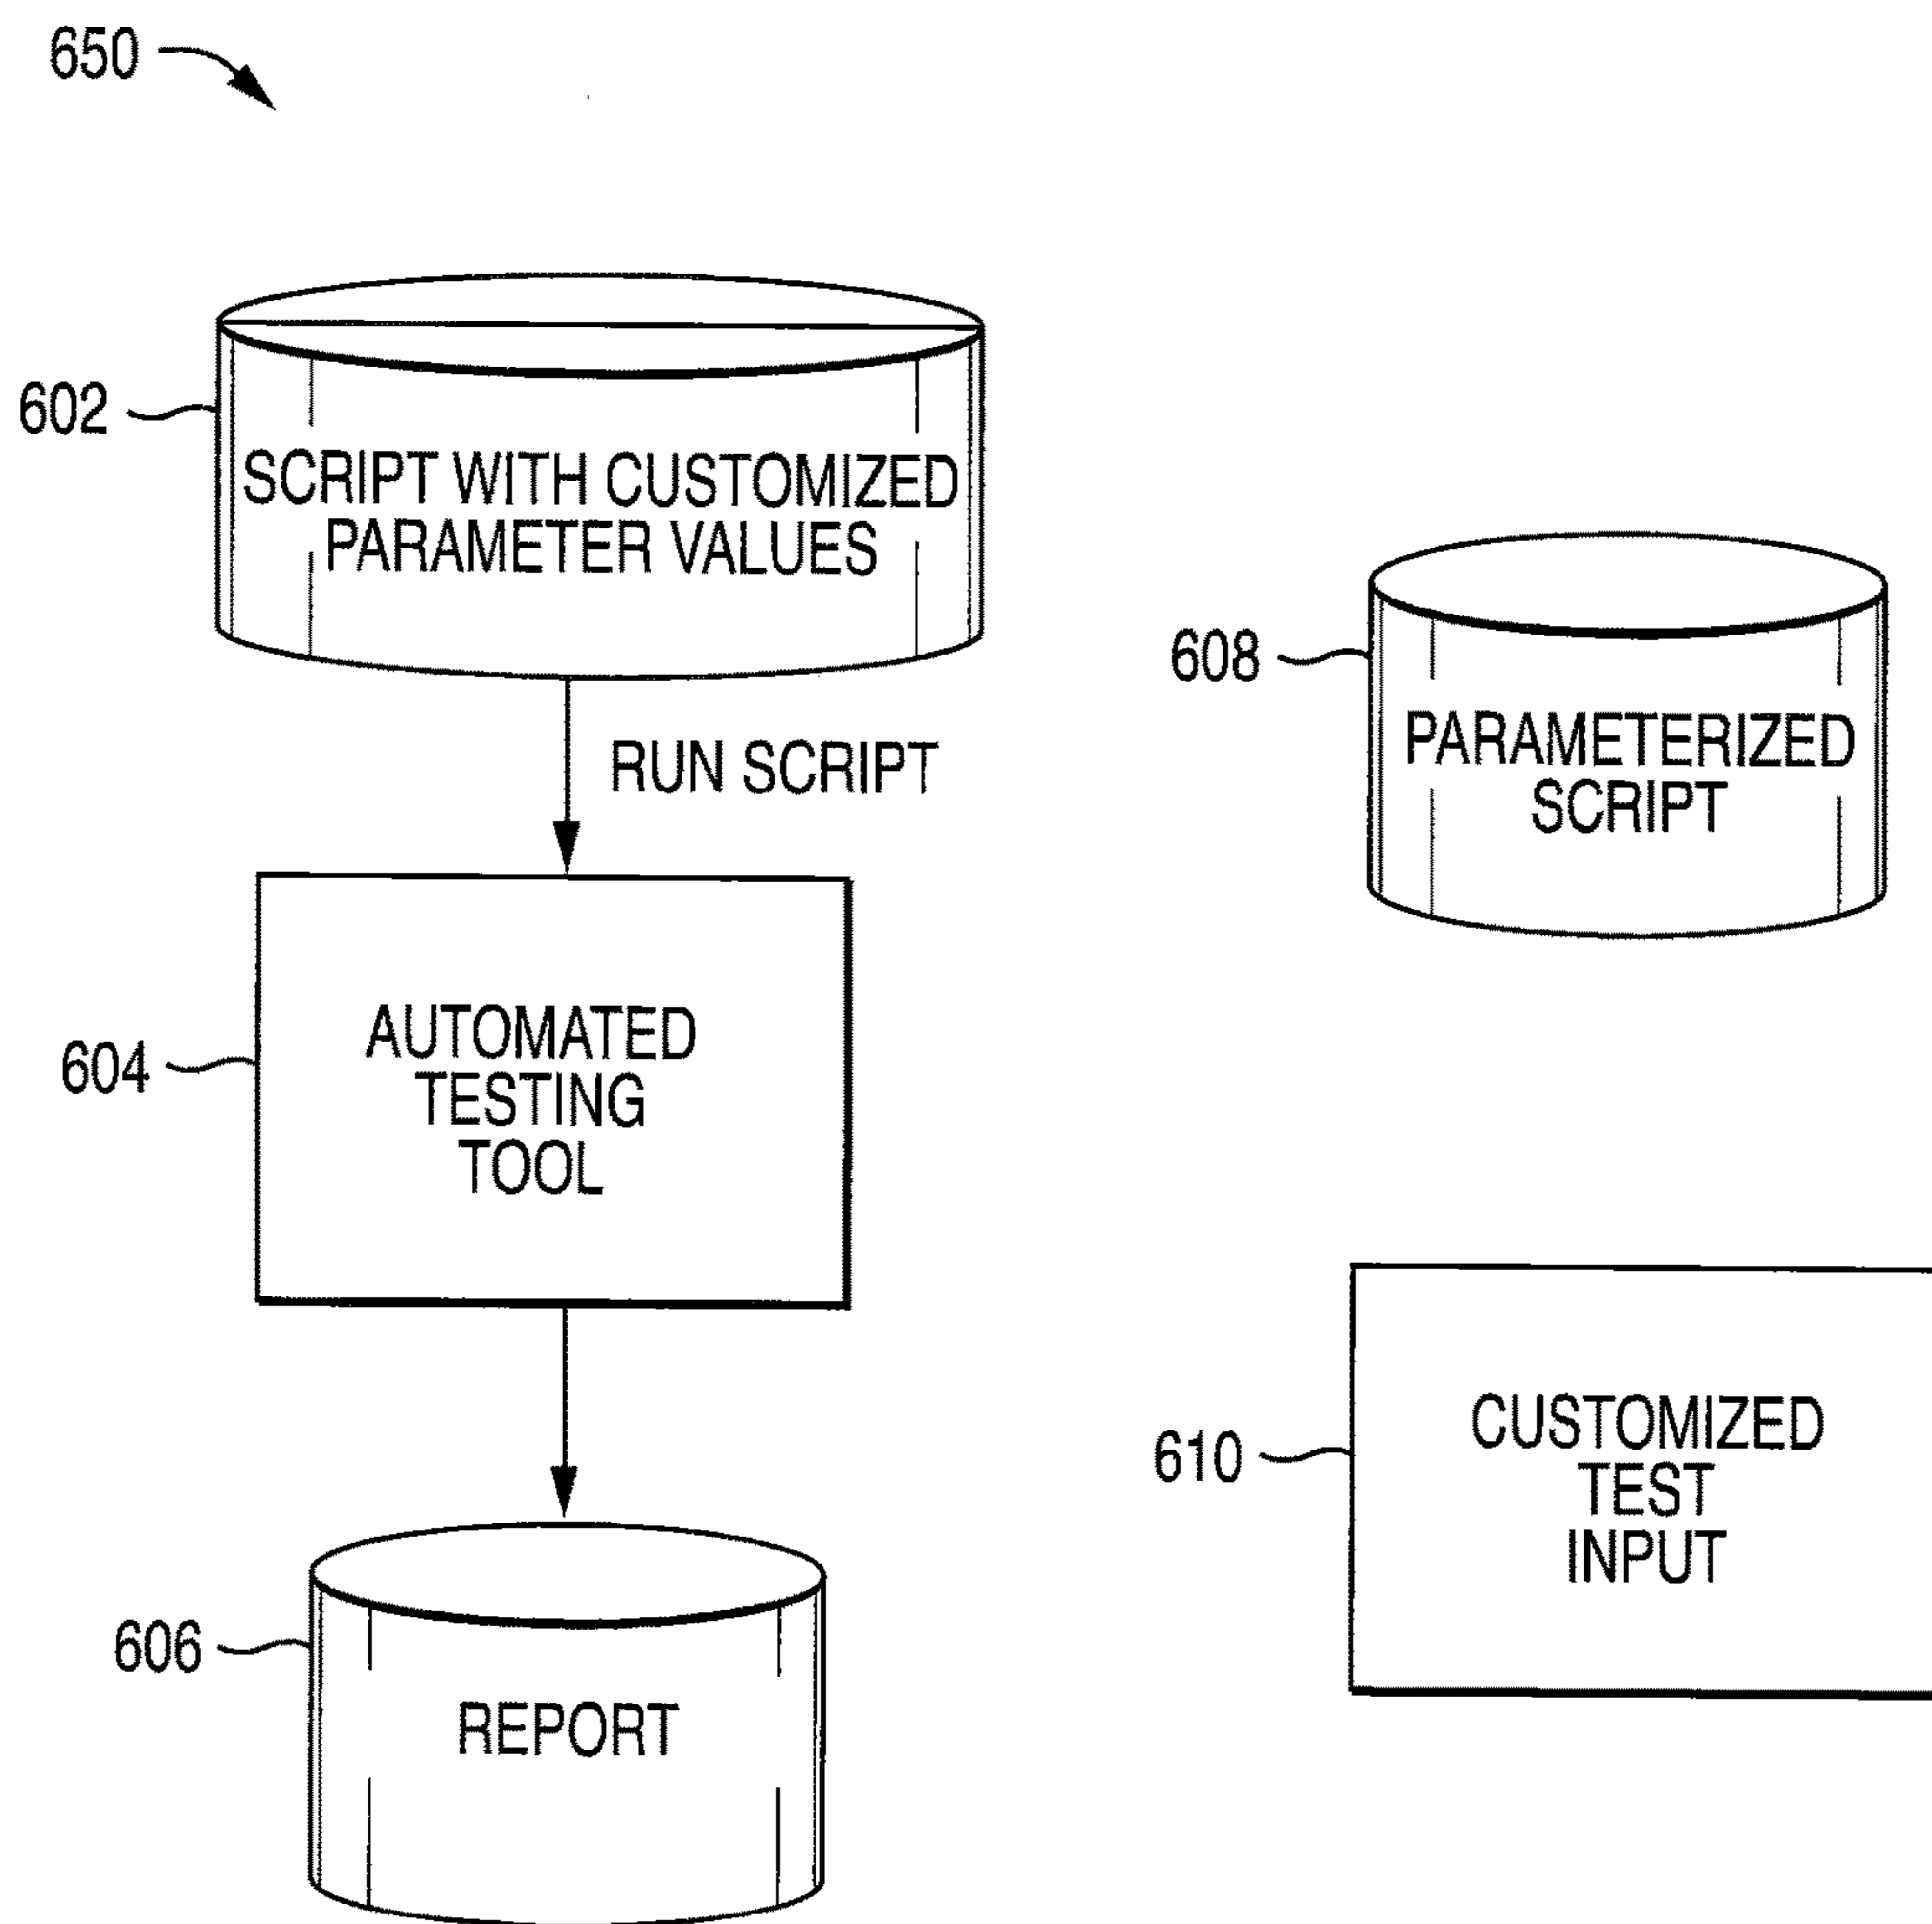 650
602
SCRIPT WITH CUSTOMIZED
PARAMETER VALUES
RUN SCRIPT
604
AUTOMATED
TESTING
TOOL
606
REPORT
608
PARAMETERIZED
SCRIPT
610
CUSTOMIZED
TEST
INPUT